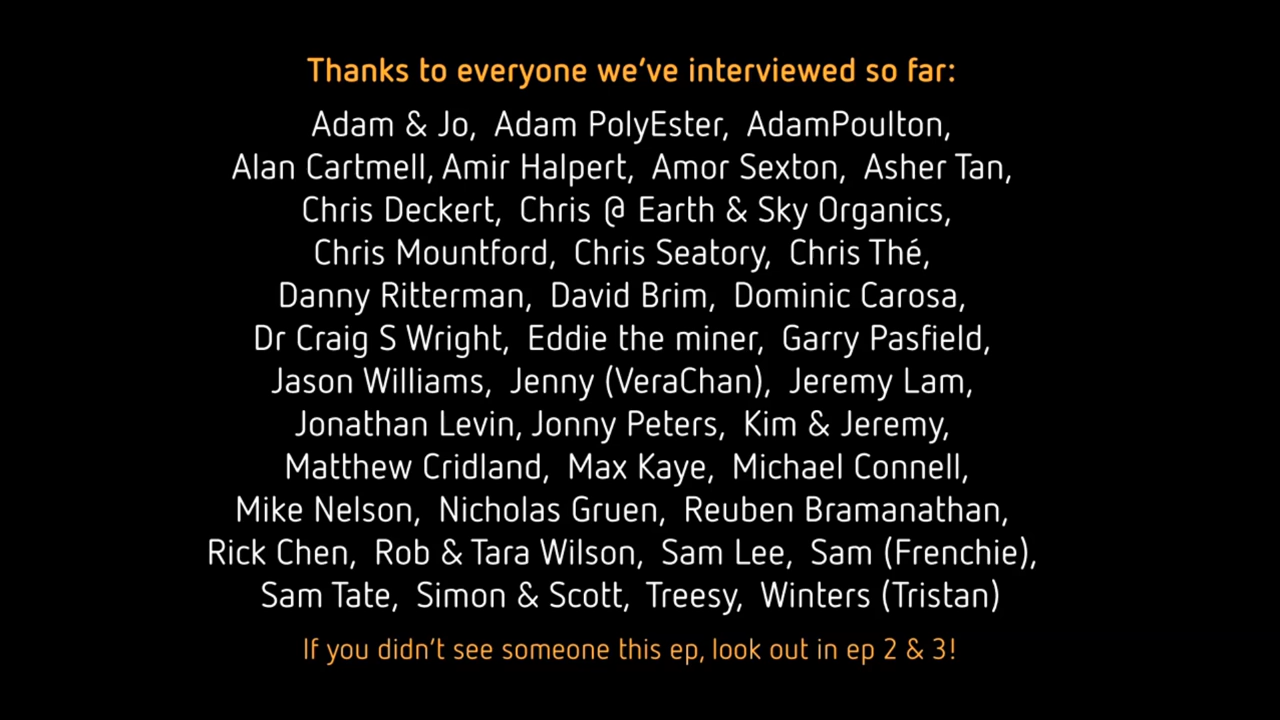 Thanks to everyone we've interviewed so far:
Adam & Jo, Adam PolyEster, AdamPoulton,
Alan Cartmell, Amir Halpert, Amor Sexton, Asher Tan,
Chris Deckert, Chris @ Earth & Sky Organics,
Chris Mountford, Chris Seatory, Chris Thé,
Danny Ritterman, David Brim, Dominic Carosa,
Dr Craig S Wright, Eddie the miner, Garry Pasfield,
Jason Williams, Jenny (VeraChan), Jeremy Lam,
Jonathan Levin, Jonny Peters, Kim & Jeremy,
Matthew Cridland, Max Kaye, Michael Connell,
Mike Nelson, Nicholas Gruen, Reuben Bramanathan,
Rick Chen, Rob & Tara Wilson, Sam Lee, Sam (Frenchie),
Sam Tate, Simon & Scott, Treesy, Winters (Tristan)
If you didn't see someone this ep, look out in ep 2 & 3!